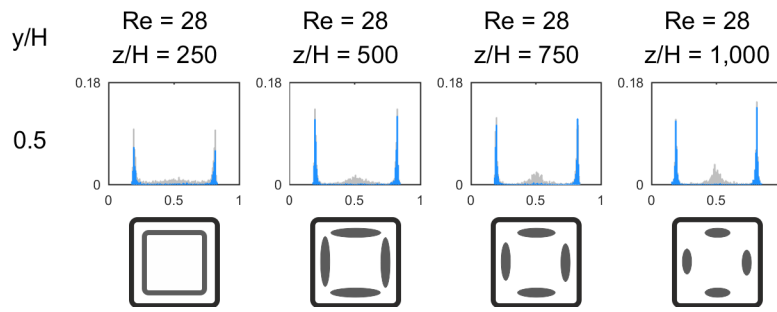 y/H
Re = 28
z/H = 250
Re = 28
z/H = 500
Re = 28
z/H = 750
Re = 28
z/H = 1,000
0.5
0.18
0
0
0.5
1
0.18
0
0
0.5
1
0.18
0
0
0.5
1
0.18
0
0
0.5